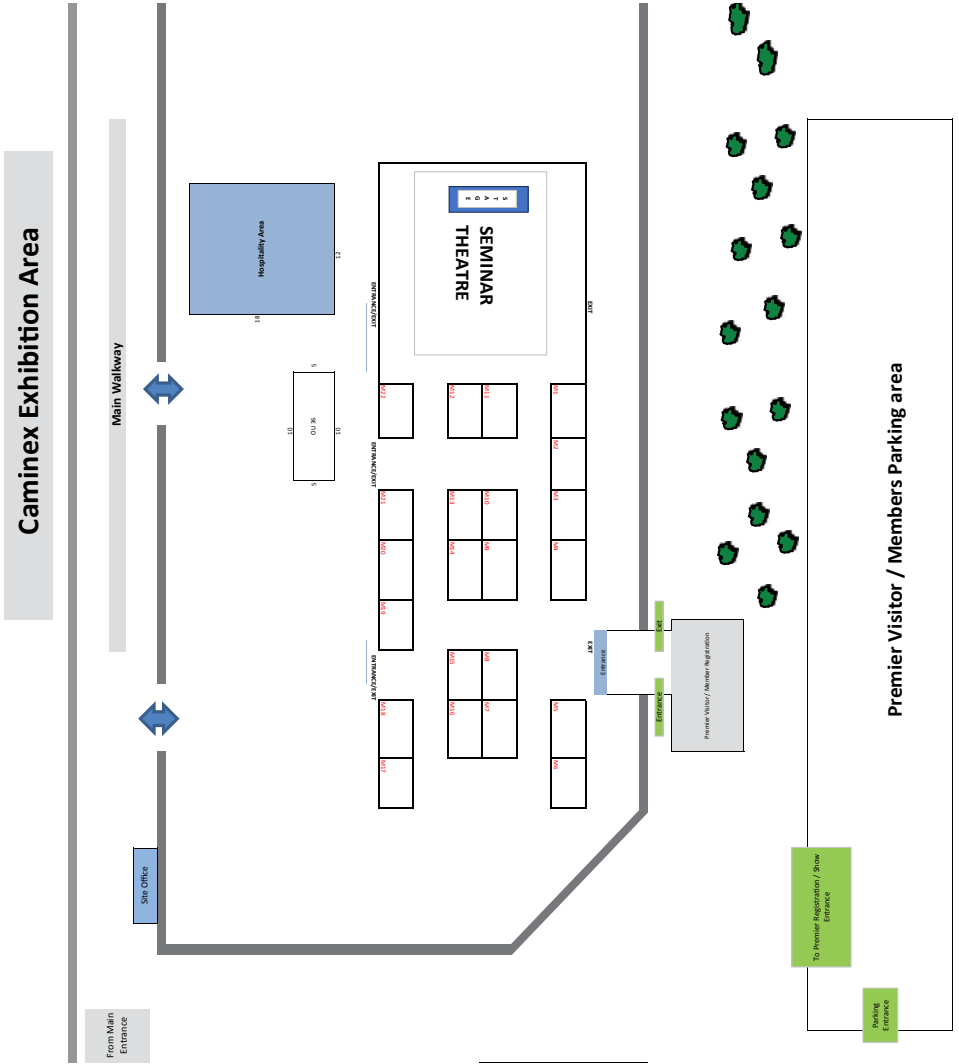 Caminex Exhibition Area
Main Walkway
Hospitality Area
12
18
5
10
OU 36
10
5
S T A G E
SEMINAR
THEATRE
ENTRANCE/EXIT
EXIT
M22
M12
M11
M1
M2
ENTRANCE/EXIT
M21
M13
M10
M3
M20
M14
M9
M4
M19
ENTRANCE/EXIT
M15
M8
EXIT
M18
M16
M7
M5
M17
M6
Entrance
Exit
Entrance
Premier Visitor / Member Registration
Premier Visitor / Members Parking area
Site Office
To Premier Registration / Show
Entrance
Parking
Entrance
From Main
Entrance